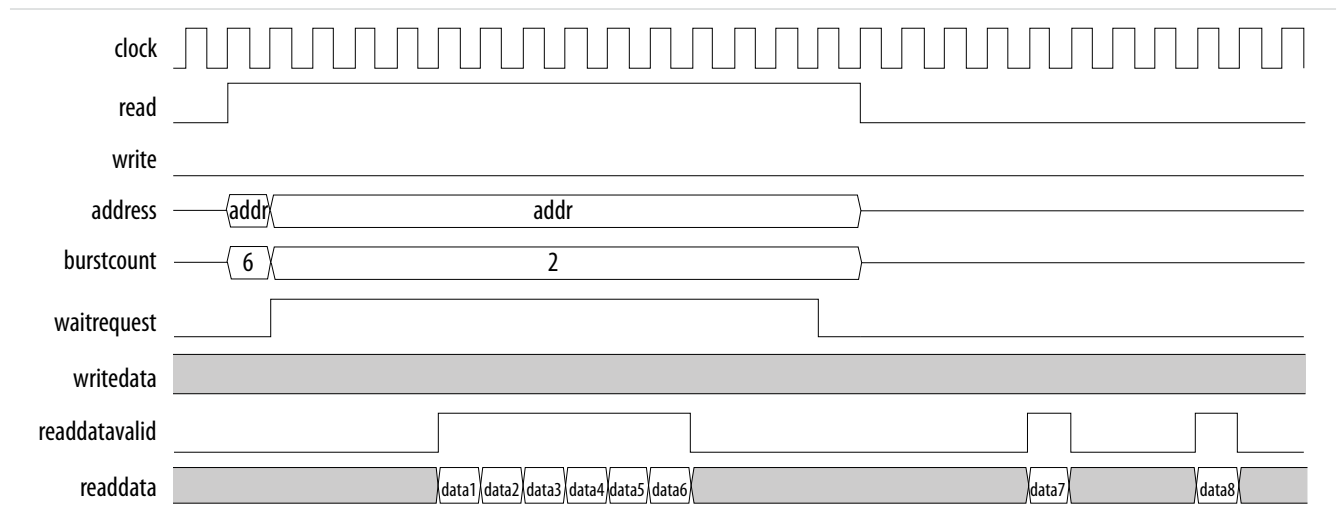 clock
read
write
address addr addr
burstcount 6 2
waitrequest
writedata
readdatavalid
readdata data1 data2 data3 data4 data5 data6 data7 data8